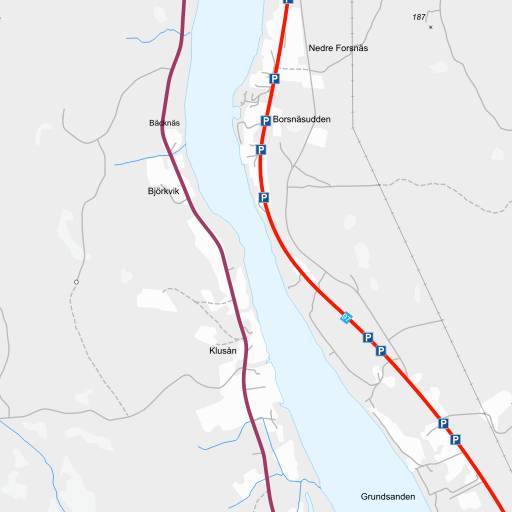 187
Nedre Forsnäs
P
P
Bäcknäs
P
Borsnäsudden
P
Björkvik
P
Klusån
P
P
P
P
Grundsanden